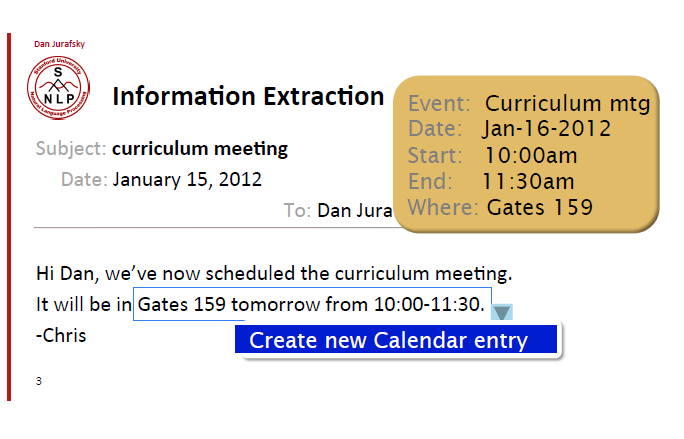 Dan Jurafsky
Stanford University
S
NLP
Natural Language Processing
Information Extraction
Subject: curriculum meeting
Date: January 15, 2012
To: Dan Jura
Event: Curriculum mtg
Date: Jan-16-2012
Start: 10:00am
End: 11:30am
Where: Gates 159
Hi Dan, we’ve now scheduled the curriculum meeting.
It will be in Gates 159 tomorrow from 10:00-11:30.
-Chris
Create new Calendar entry
3